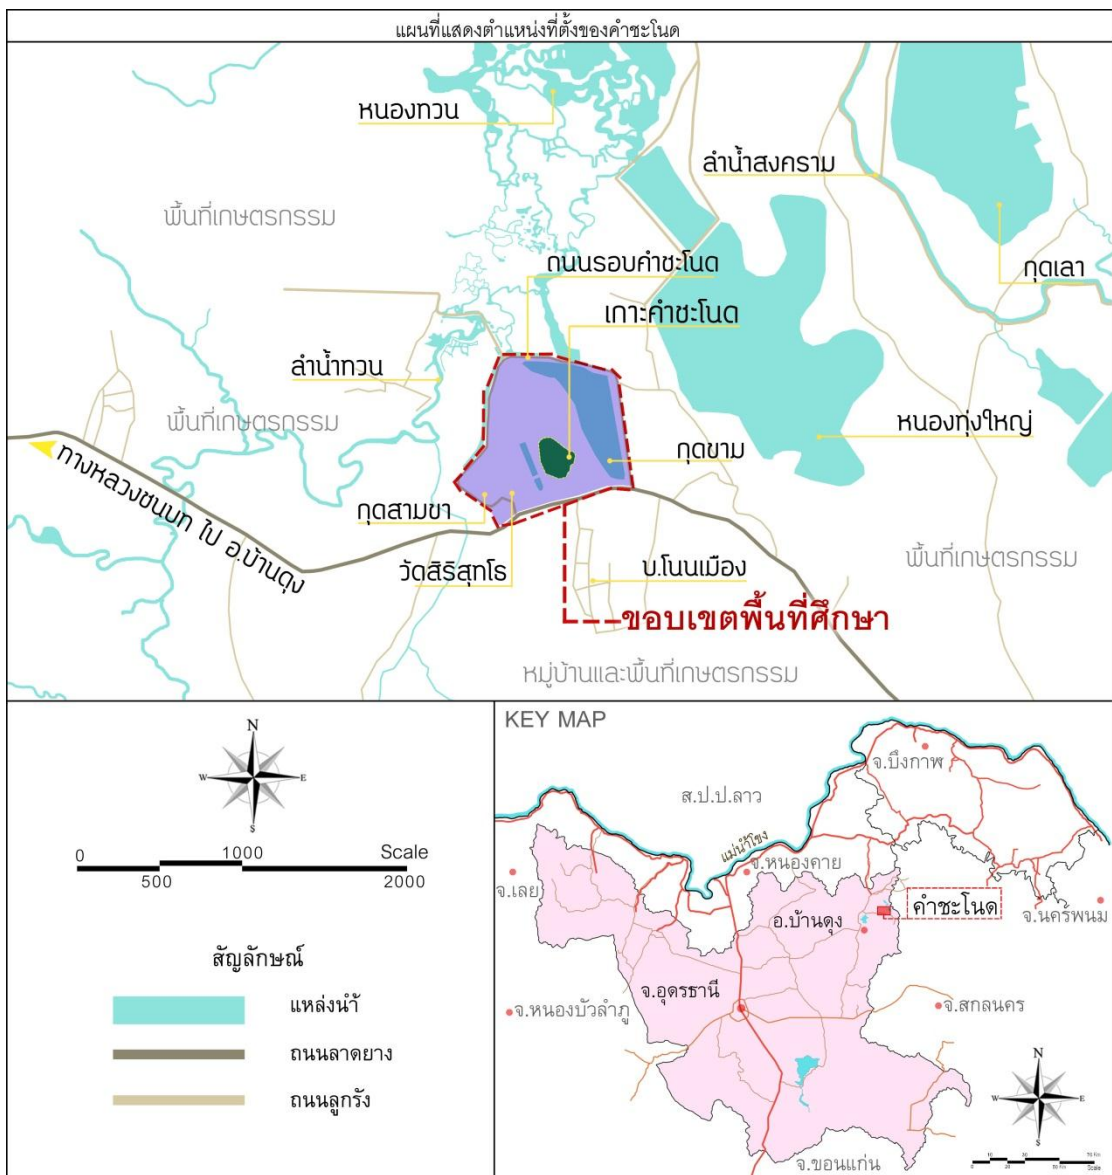 แผนที่แสดงตำแหน่งที่ตั้งของคำชะโนด
หนองทวน
ลำน้ำสงคราม
พื้นที่เกษตรกรรม
ถนนรอบคำชะโนด
กุดเลา
เกาะคำชะโนด
ลำน้ำทวน
พื้นที่เกษตรกรรม
หนองทุ่งใหญ่
กุดขาม
ทางหลวงชนบท ไป อ.บ้านดุง
กุดสามขา
วัดสิริสุทโธ
บ.โนนเมือง
พื้นที่เกษตรกรรม
ขอบเขตพื้นที่ศึกษา
หมู่บ้านและพื้นที่เกษตรกรรม
N
W E
S
0 1000 Scale
500 2000
สัญลักษณ์
แหล่งน้ำ
ถนนลาดยาง
ถนนลูกรัง
KEY MAP
จ.บึงกาฬ
ส.ป.ป.ลาว
แม่น้ำโขง
จ.หนองคาย
จ.เลย
คำชะโนด
จ.นครพนม
อ.บ้านดุง
จ.อุดรธานี
จ.หนองบัวลำภู
จ.สกลนคร
N
W E
S
จ.ขอนแก่น
10 30 70 Km
0 20 50 Km